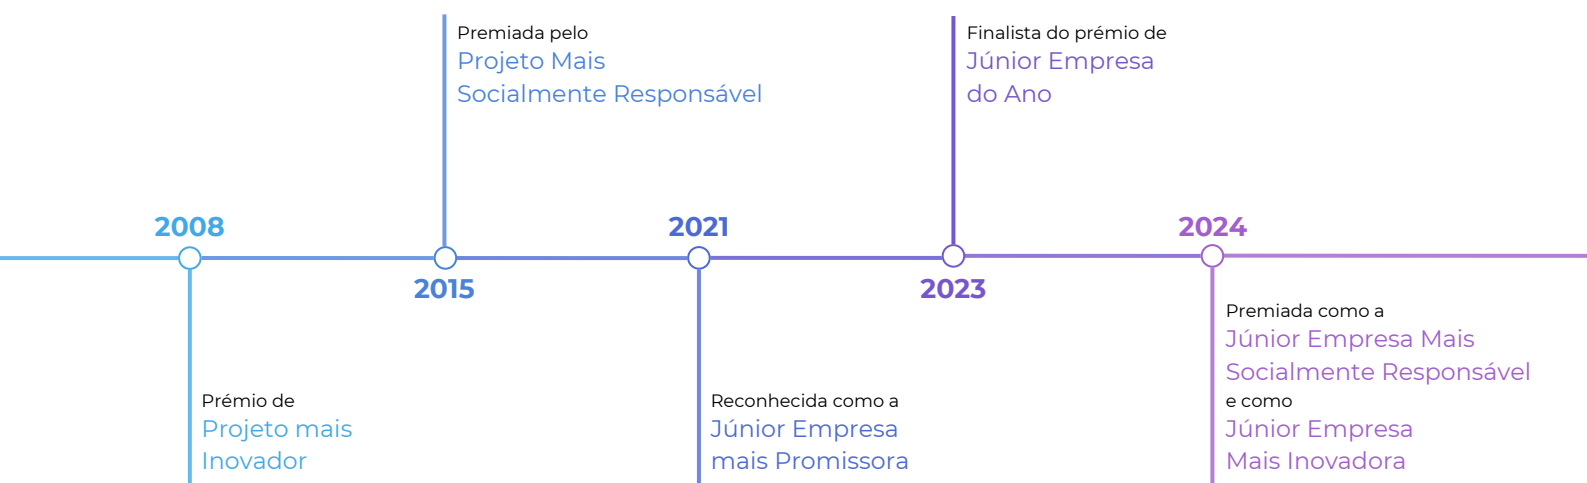 2008
Prémio de
Projeto mais
Inovador
Premiada pelo
Projeto Mais
Socialmente Responsável
2015
2021
Reconhecida como a
Júnior Empresa
mais Promissora
Finalista do prémio de
Júnior Empresa
do Ano
2023
2024
Premiada como a
Júnior Empresa Mais
Socialmente Responsável
e como
Júnior Empresa
Mais Inovadora